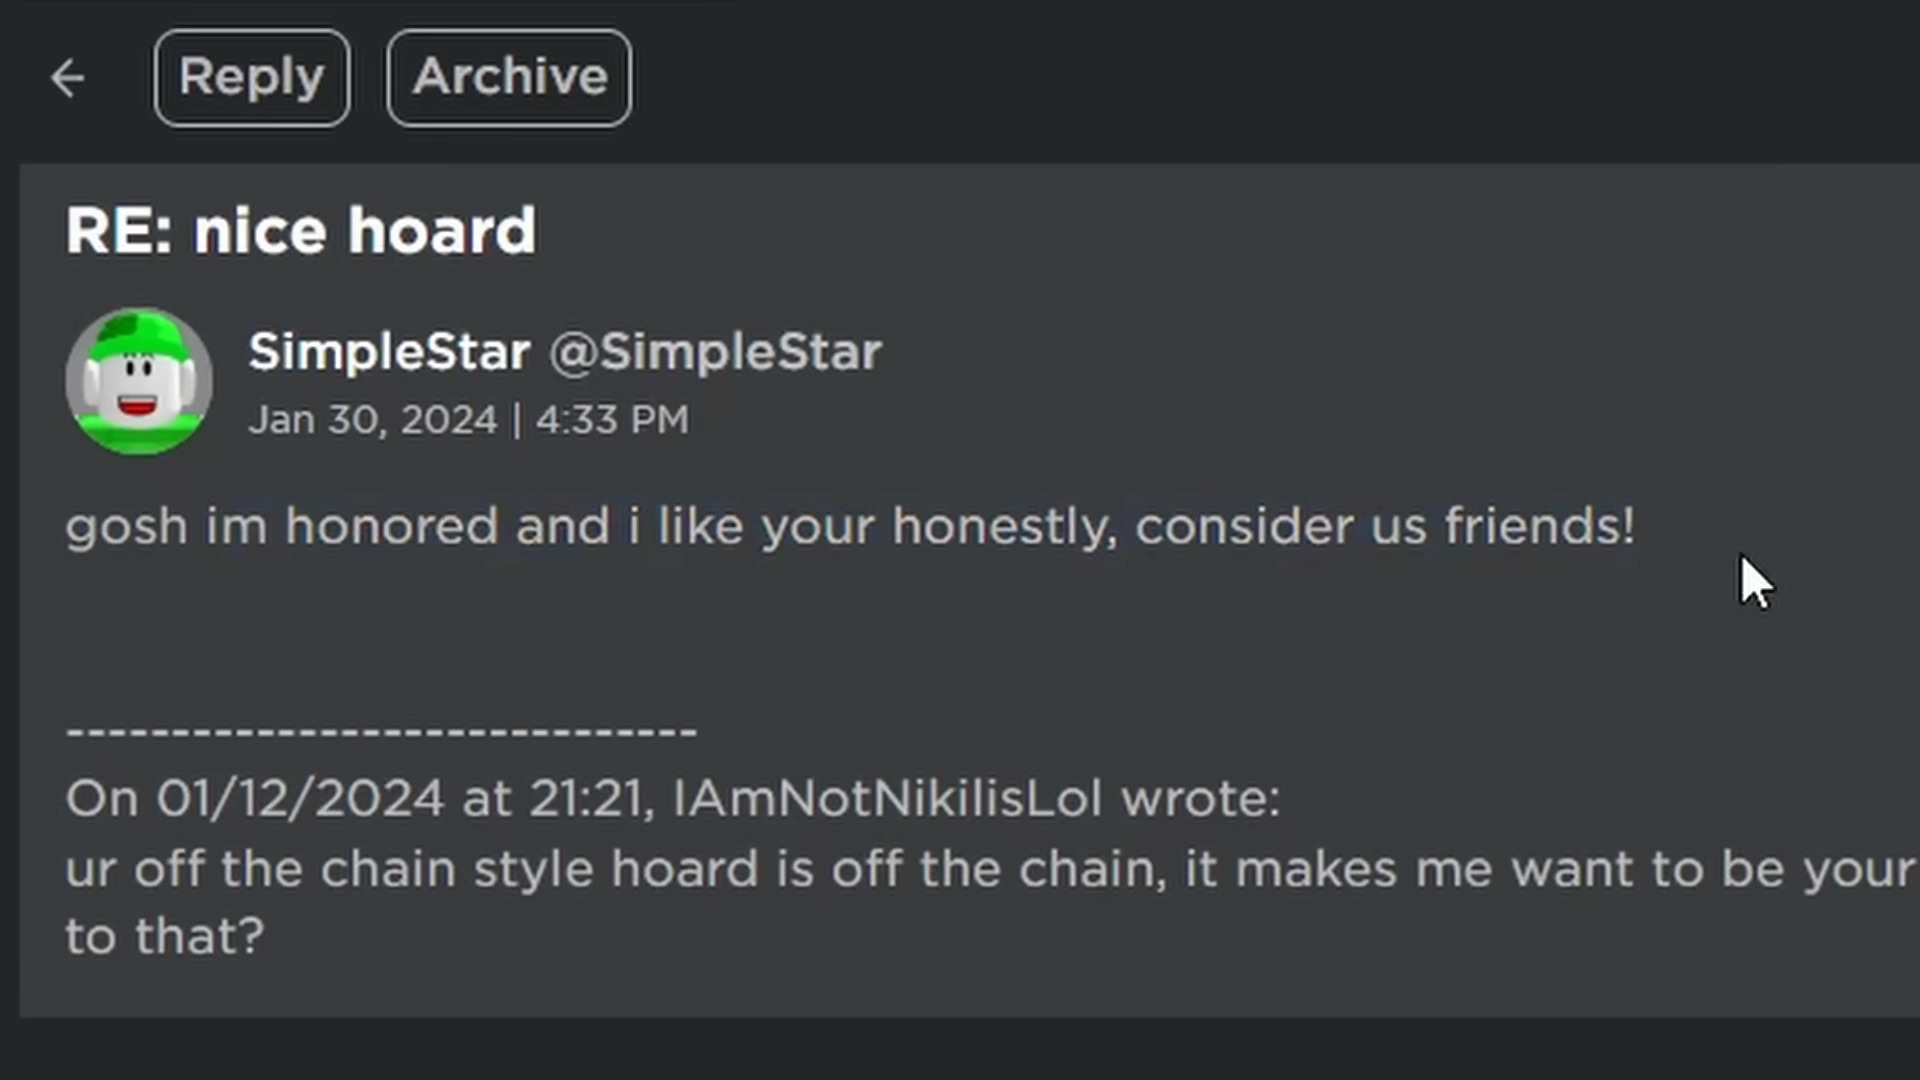 Reply Archive
RE: nice hoard
SimpleStar @SimpleStar
Jan 30, 2024 | 4:33 PM
gosh im honored and i like your honestly, consider us friends!
------------------------------
On 01/12/2024 at 21:21, IAmNotNikilisLol wrote:
ur off the chain style hoard is off the chain, it makes me want to be your
to that?